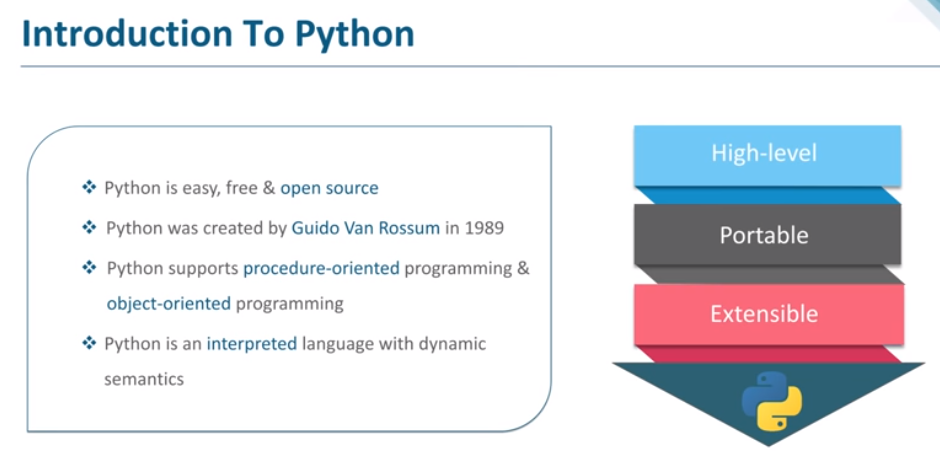 Introduction To Python
❖ Python is easy, free & open source
❖ Python was created by Guido Van Rossum in 1989
❖ Python supports procedure-oriented programming &
object-oriented programming
❖ Python is an interpreted language with dynamic
semantics
High-level
Portable
Extensible